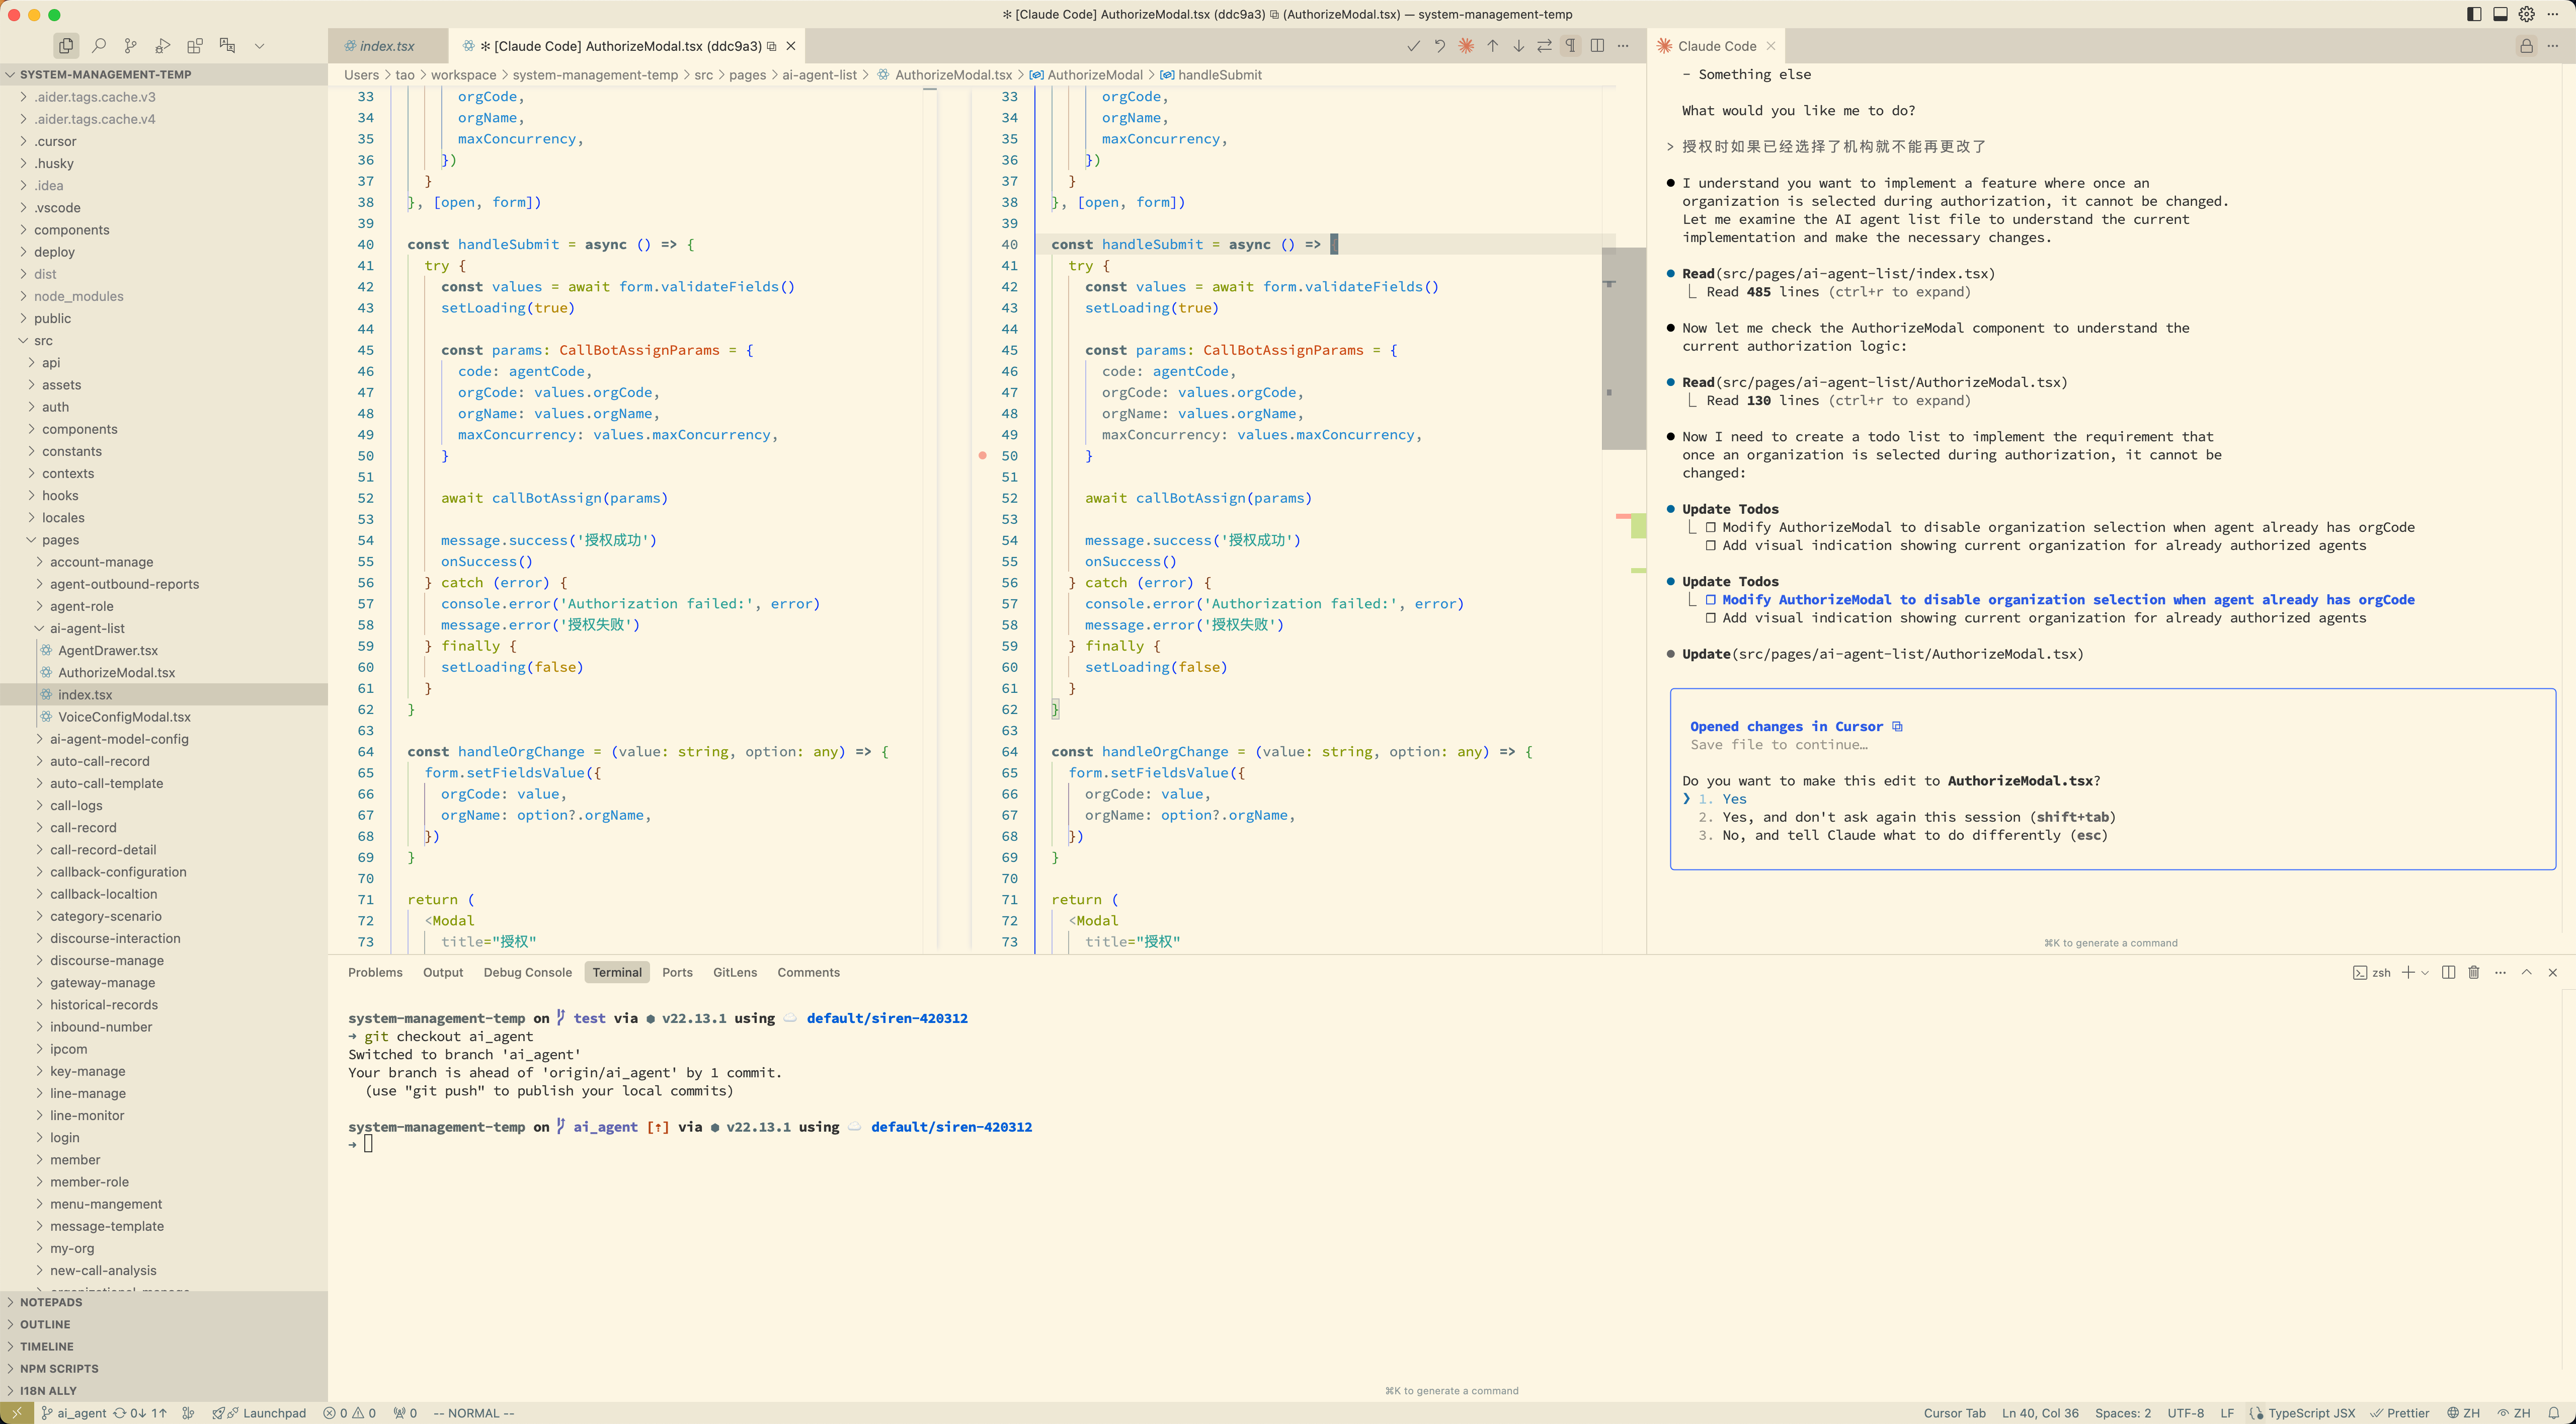 ✻ [Claude Code] AuthorizeModal.tsx (ddc9a3) ⧉ (AuthorizeModal.tsx) — system-management-temp
index.tsx
✻ [Claude Code] AuthorizeModal.tsx (ddc9a3) ⧉
Users > tao > workspace > system-management-temp > src > pages > ai-agent-list > AuthorizeModal.tsx > AuthorizeModal > handleSubmit
SYSTEM-MANAGEMENT-TEMP
.aider.tags.cache.v3
.aider.tags.cache.v4
.cursor
.husky
.idea
.vscode
components
deploy
dist
node_modules
public
src
api
assets
auth
components
constants
contexts
hooks
locales
pages
account-manage
agent-outbound-reports
agent-role
ai-agent-list
AgentDrawer.tsx
AuthorizeModal.tsx
index.tsx
VoiceConfigModal.tsx
ai-agent-model-config
auto-call-record
auto-call-template
call-logs
call-record
call-record-detail
callback-configuration
callback-localtion
category-scenario
discourse-interaction
discourse-manage
gateway-manage
historical-records
inbound-number
ipcom
key-manage
line-manage
line-monitor
login
member
member-role
menu-mangement
message-template
my-org
new-call-analysis
NOTEPADS
OUTLINE
TIMELINE
NPM SCRIPTS
I18N ALLY
33 orgCode,
34 orgName,
35 maxConcurrency,
36 })
37 }
38 }, [open, form])
39
40 const handleSubmit = async () => {
41 try {
42 const values = await form.validateFields()
43 setLoading(true)
44
45 const params: CallBotAssignParams = {
46 code: agentCode,
47 orgCode: values.orgCode,
48 orgName: values.orgName,
49 maxConcurrency: values.maxConcurrency,
50 }
51
52 await callBotAssign(params)
53
54 message.success('授权成功')
55 onSuccess()
56 } catch (error) {
57 console.error('Authorization failed:', error)
58 message.error('授权失败')
59 } finally {
60 setLoading(false)
61 }
62 }
63
64 const handleOrgChange = (value: string, option: any) => {
65 form.setFieldsValue({
66 orgCode: value,
67 orgName: option?.orgName,
68 })
69 }
70
71 return (
72 <Modal
73 title="授权"
33 orgCode,
34 orgName,
35 maxConcurrency,
36 })
37 }
38 }, [open, form])
39
40 const handleSubmit = async () => {
41 try {
42 const values = await form.validateFields()
43 setLoading(true)
44
45 const params: CallBotAssignParams = {
46 code: agentCode,
47 orgCode: values.orgCode,
48 orgName: values.orgName,
49 maxConcurrency: values.maxConcurrency,
50 }
51
52 await callBotAssign(params)
53
54 message.success('授权成功')
55 onSuccess()
56 } catch (error) {
57 console.error('Authorization failed:', error)
58 message.error('授权失败')
59 } finally {
60 setLoading(false)
61 }
62 }
63
64 const handleOrgChange = (value: string, option: any) => {
65 form.setFieldsValue({
66 orgCode: value,
67 orgName: option?.orgName,
68 })
69 }
70
71 return (
72 <Modal
73 title="授权"
Claude Code
- Something else
What would you like me to do?
> 授权时如果已经选择了机构就不能再更改了
● I understand you want to implement a feature where once an
organization is selected during authorization, it cannot be changed.
Let me examine the AI agent list file to understand the current
implementation and make the necessary changes.
● Read(src/pages/ai-agent-list/index.tsx)
⎿ Read 485 lines (ctrl+r to expand)
● Now let me check the AuthorizeModal component to understand the
current authorization logic:
● Read(src/pages/ai-agent-list/AuthorizeModal.tsx)
⎿ Read 130 lines (ctrl+r to expand)
● Now I need to create a todo list to implement the requirement that
once an organization is selected during authorization, it cannot be
changed:
● Update Todos
⎿ ☐ Modify AuthorizeModal to disable organization selection when agent already has orgCode
☐ Add visual indication showing current organization for already authorized agents
● Update Todos
⎿ ☐ Modify AuthorizeModal to disable organization selection when agent already has orgCode
☐ Add visual indication showing current organization for already authorized agents
● Update(src/pages/ai-agent-list/AuthorizeModal.tsx)
Opened changes in Cursor ⧉
Save file to continue…
Do you want to make this edit to AuthorizeModal.tsx?
❯ 1. Yes
2. Yes, and don't ask again this session (shift+tab)
3. No, and tell Claude what to do differently (esc)
⌘K to generate a command
Problems Output Debug Console Terminal Ports GitLens Comments
zsh
system-management-temp on test via v22.13.1 using default/siren-420312
➜ git checkout ai_agent
Switched to branch 'ai_agent'
Your branch is ahead of 'origin/ai_agent' by 1 commit.
(use "git push" to publish your local commits)
system-management-temp on ai_agent [⇡] via v22.13.1 using default/siren-420312
➜
⌘K to generate a command
ai_agent 0↓ 1↑ Launchpad 0 0 0 -- NORMAL --
Cursor Tab Ln 40, Col 36 Spaces: 2 UTF-8 LF TypeScript JSX Prettier ZH ZH